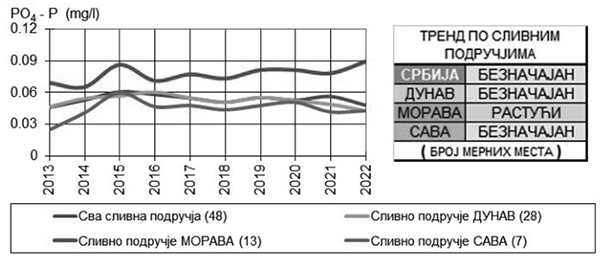 PO4 - P (mg/l)
0.12
0.09
0.06
0.03
0
2013 2014 2015 2016 2017 2018 2019 2020 2021 2022
Сва сливна подручја (48)
Сливно подручје ДУНАВ (28)
Сливно подручје МОРАВА (13)
Сливно подручје САВА (7)
ТРЕНД ПО СЛИВНИМ
ПОДРУЧЈИМА
СРБИЈА БЕЗНАЧАЈАН
ДУНАВ БЕЗНАЧАЈАН
МОРАВА РАСТУЋИ
САВА БЕЗНАЧАЈАН
( БРОЈ МЕРНИХ МЕСТА )